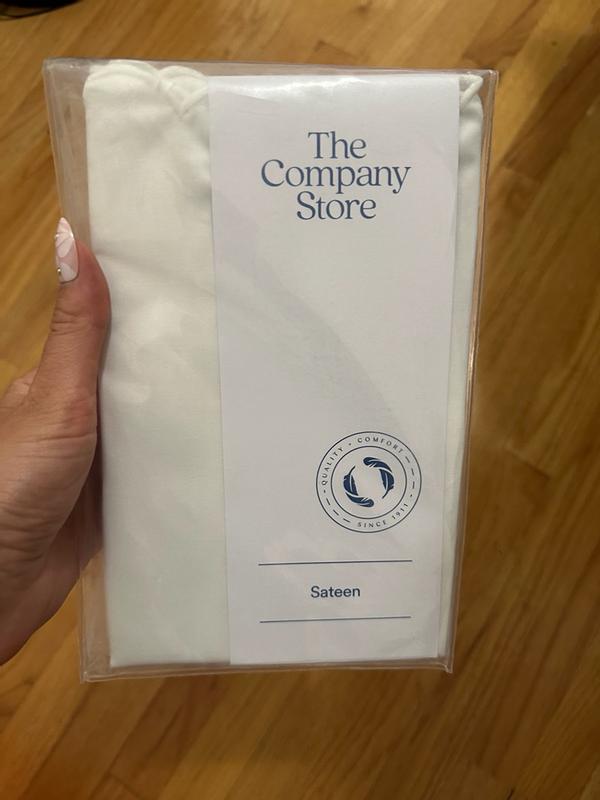 The
Company
Store
QUALITY · COMFORT
SINCE 1911
Sateen